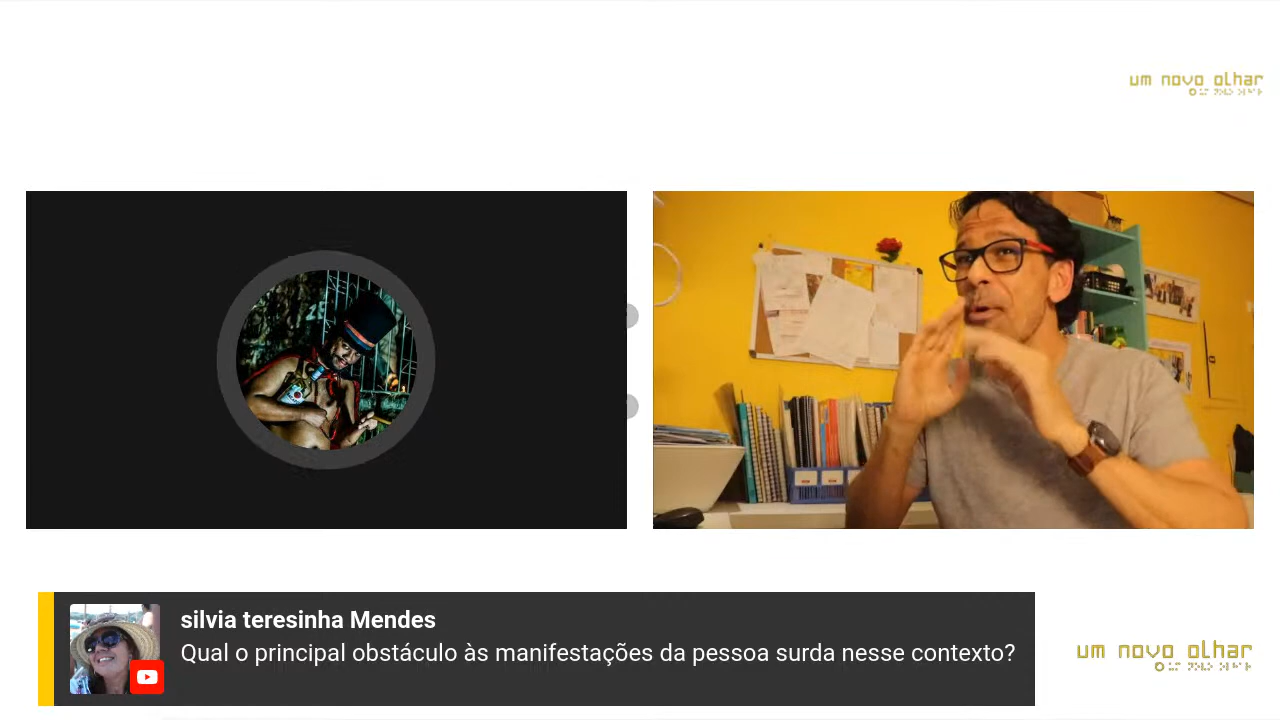 um novo olhar
silvia teresinha Mendes
Qual o principal obstáculo às manifestações da pessoa surda nesse contexto?
um novo olhar